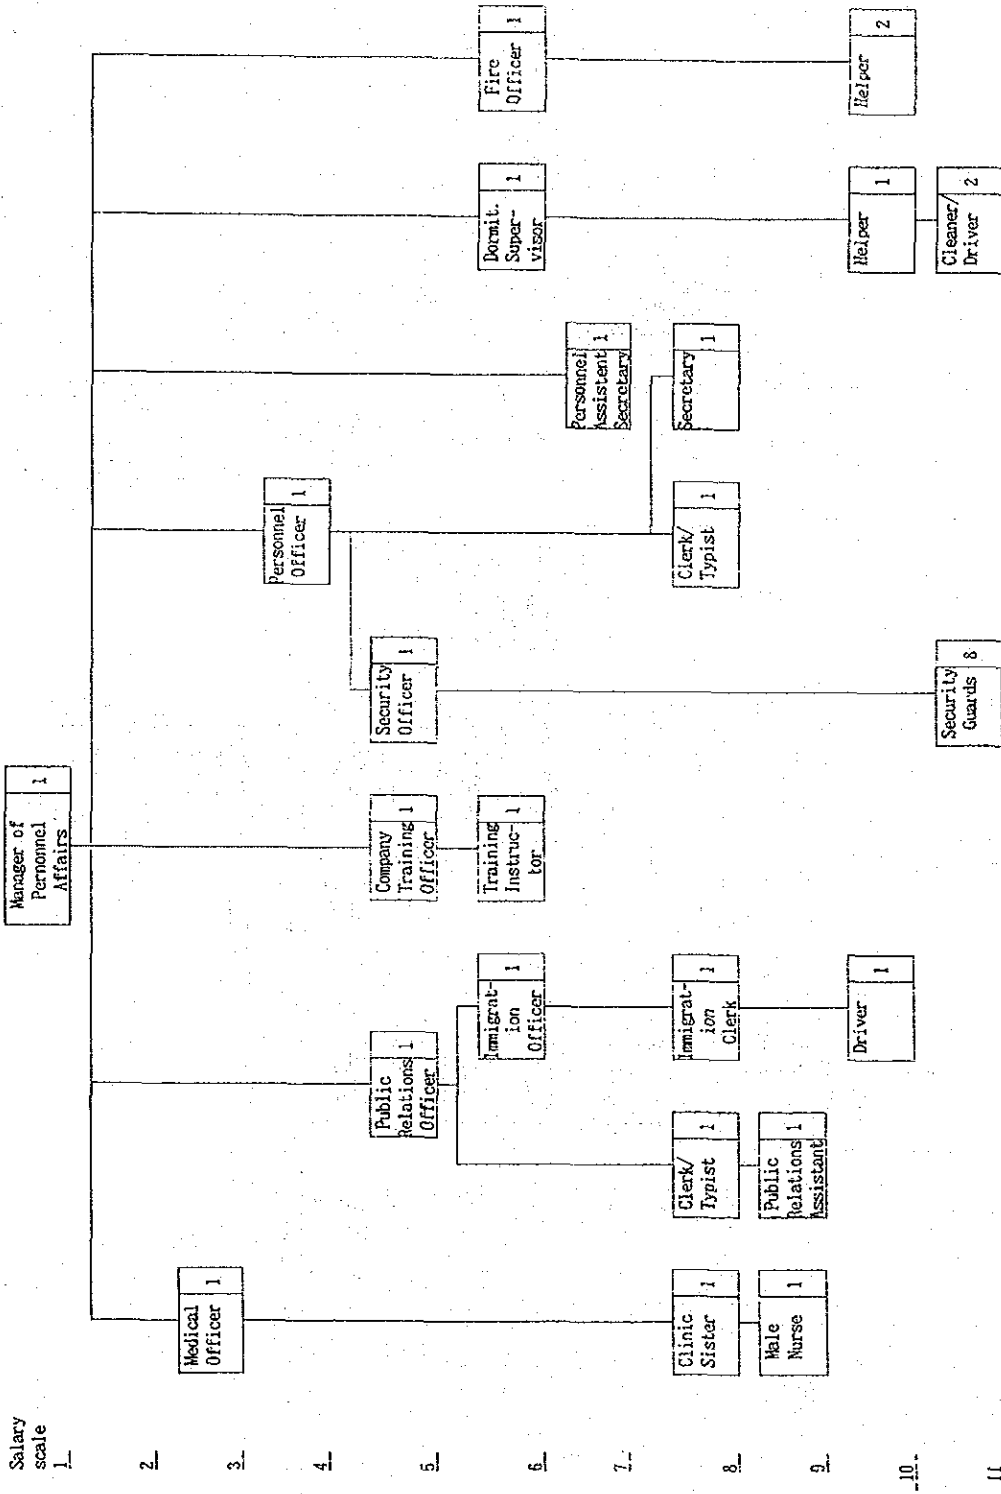 Salary
scale
1
2
3
4
5
6
7
8
9
10
11
Manager of
Pernonnel
Affairs
1
Medical
Officer
1
Clinic
Sister
1
Male
Nurse
1
Public
Relations
Officer
1
Clerk/
Typist
1
Public
Relations
Assistant
1
Immigrat-
ion
Officer
1
Immigrat-
ion
Clerk
1
Driver
1
Company
Training
Officer
1
Training
Instruc-
tor
1
Personnel
Officer
1
Security
Officer
1
Security
Guards
8
Clerk/
Typist
1
Secretary
1
Personnel
Assistent
Secretary
1
Dormit.
Super-
visor
1
Helper
1
Cleaner/
Driver
2
Fire
Officer
1
Helper
2